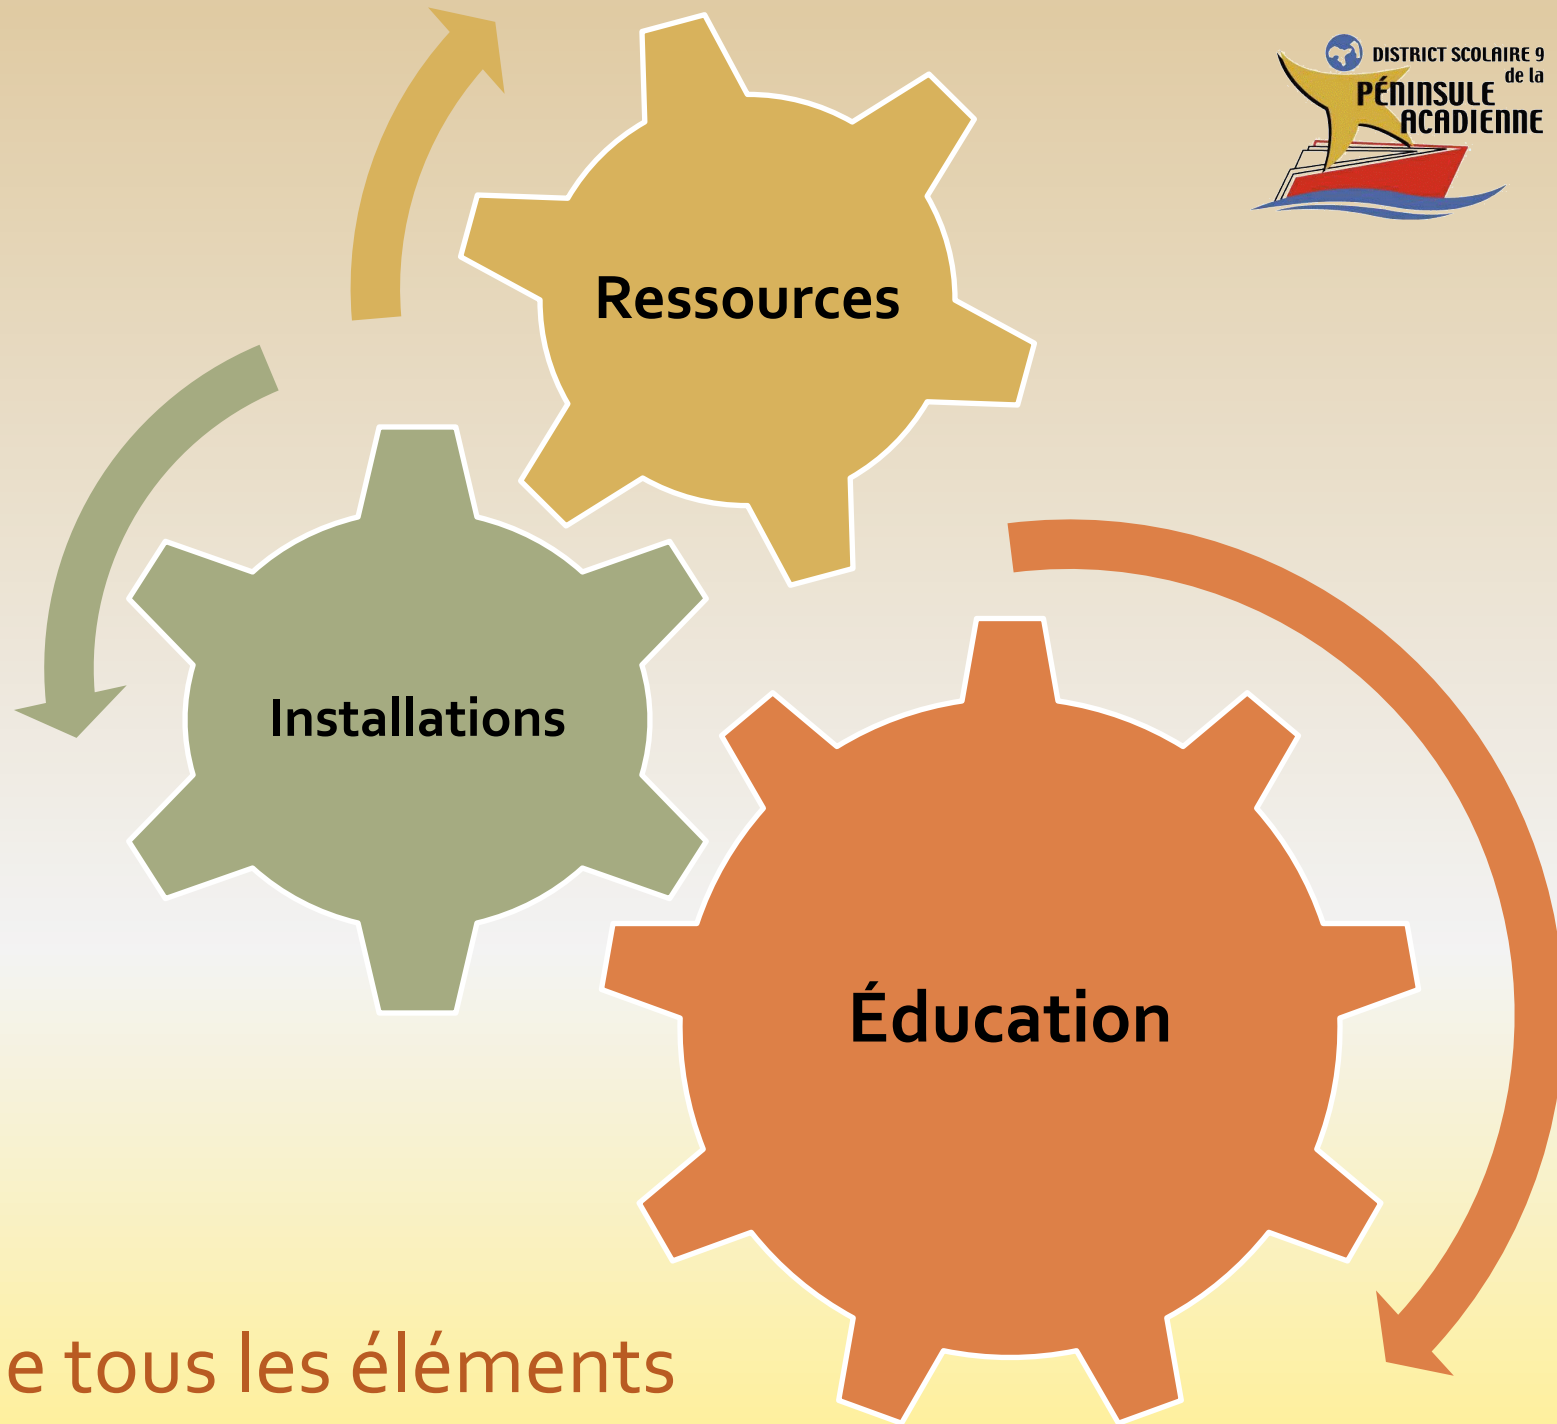 DISTRICT SCOLAIRE 9
de la
PÉNINSULE
ACADIENNE
Ressources
Installations
Éducation
e tous les éléments